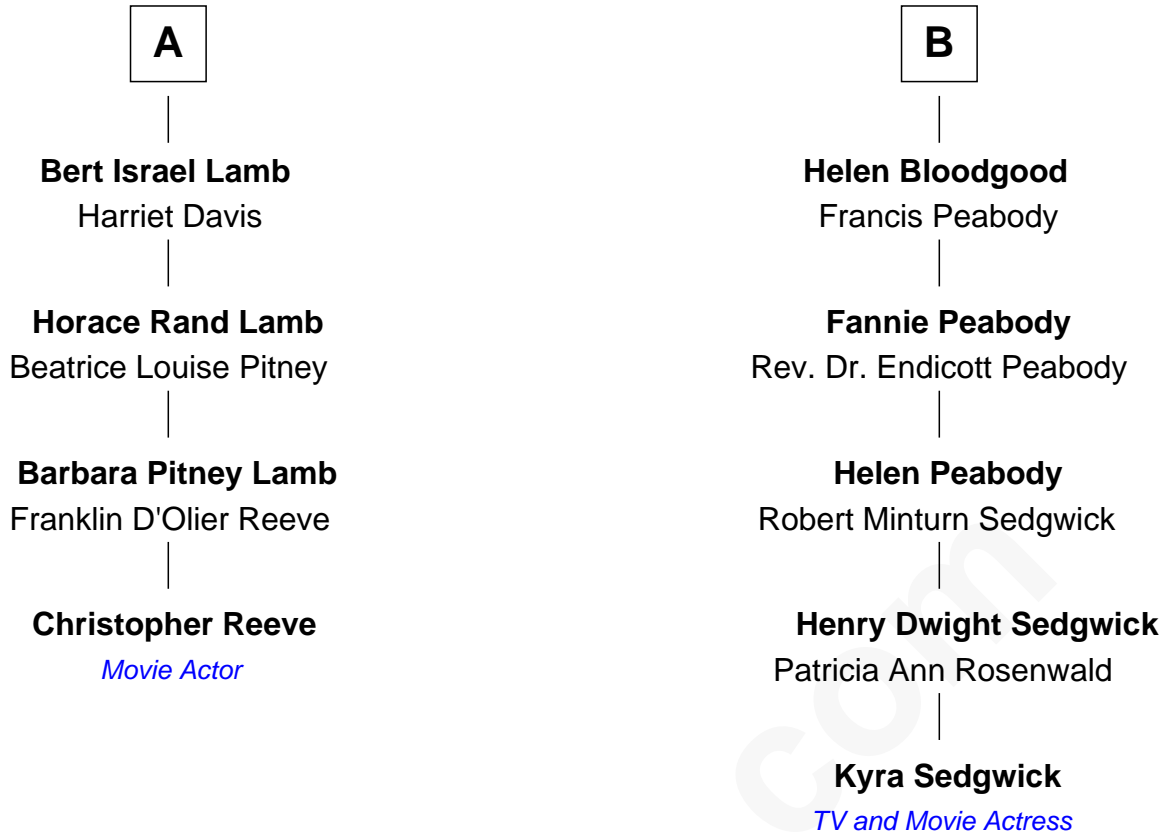 A
Bert Israel Lamb
Harriet Davis
Horace Rand Lamb
Beatrice Louise Pitney
Barbara Pitney Lamb
Franklin D'Olier Reeve
Christopher Reeve
Movie Actor
B
Helen Bloodgood
Francis Peabody
Fannie Peabody
Rev. Dr. Endicott Peabody
Helen Peabody
Robert Minturn Sedgwick
Henry Dwight Sedgwick
Patricia Ann Rosenwald
Kyra Sedgwick
TV and Movie Actress
com